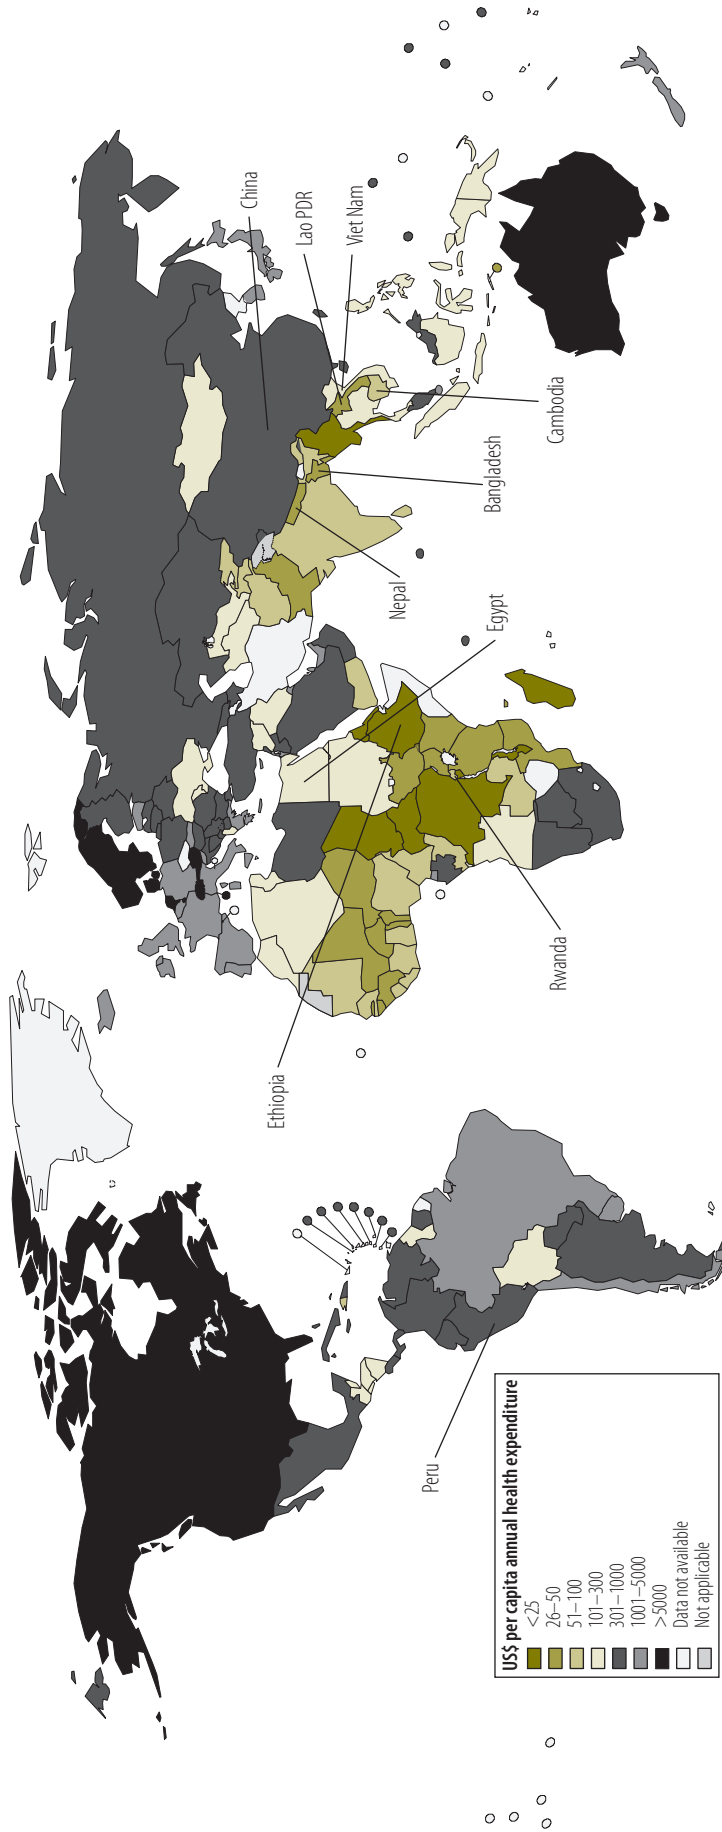 China
Lao PDR
Viet Nam
Cambodia
Bangladesh
Nepal
Egypt
Rwanda
Ethiopia
Peru
US$ per capita annual health expenditure
<25
26–50
51–100
101–300
301–1000
1001–5000
>5000
Data not available
Not applicable